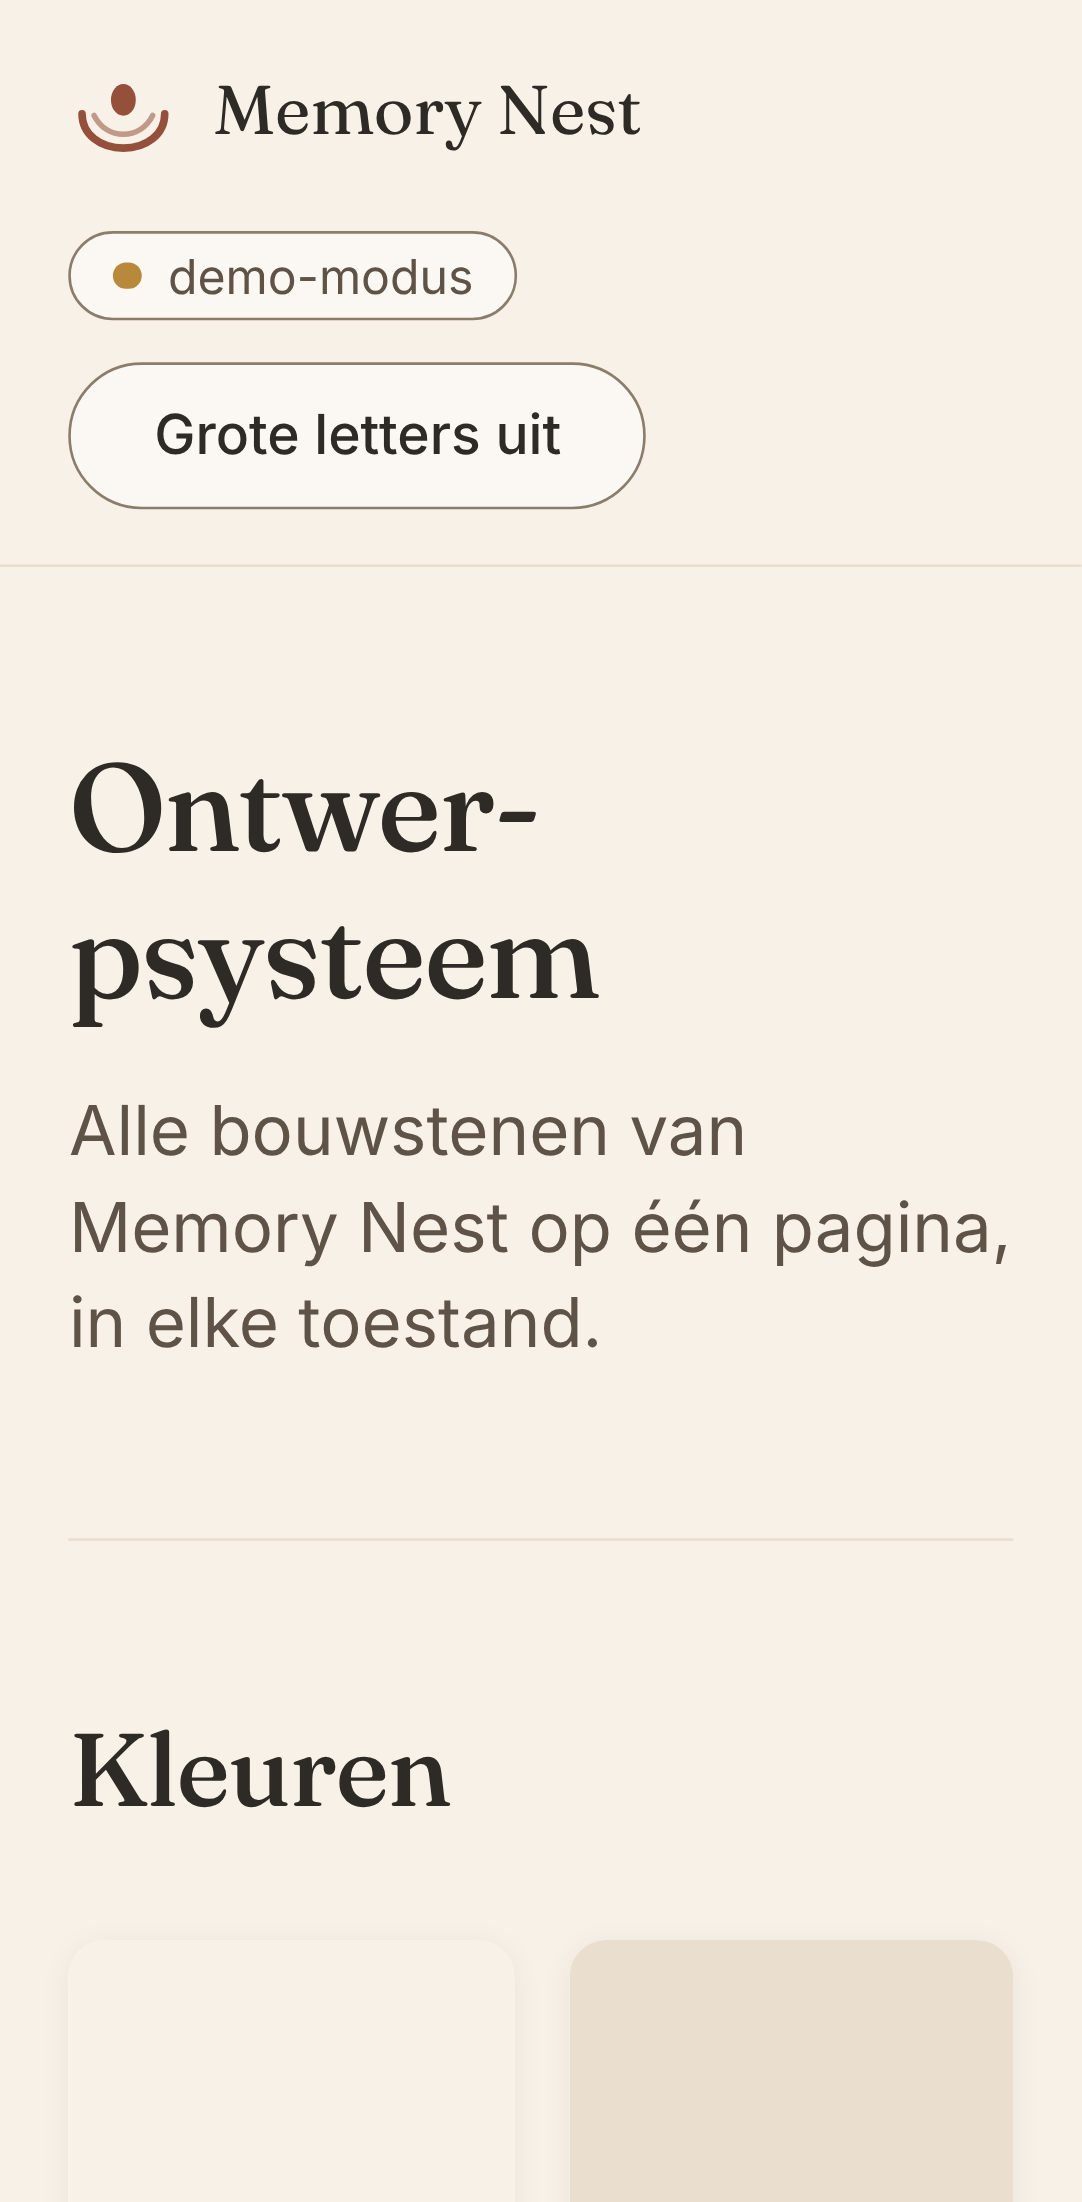 Memory Nest
demo-modus
Grote letters uit
Ontwer-
psysteem
Alle bouwstenen van
Memory Nest op één pagina,
in elke toestand.
Kleuren